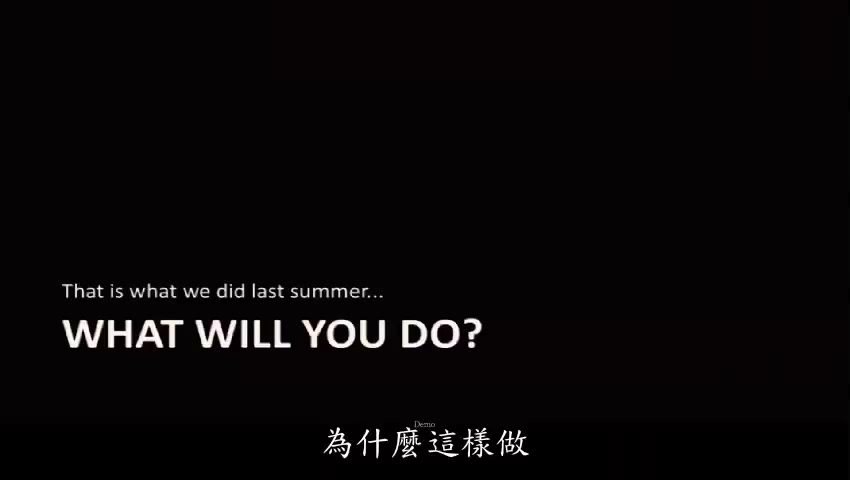 That is what we did last summer...
WHAT WILL YOU DO?
Demo
為什麼這樣做